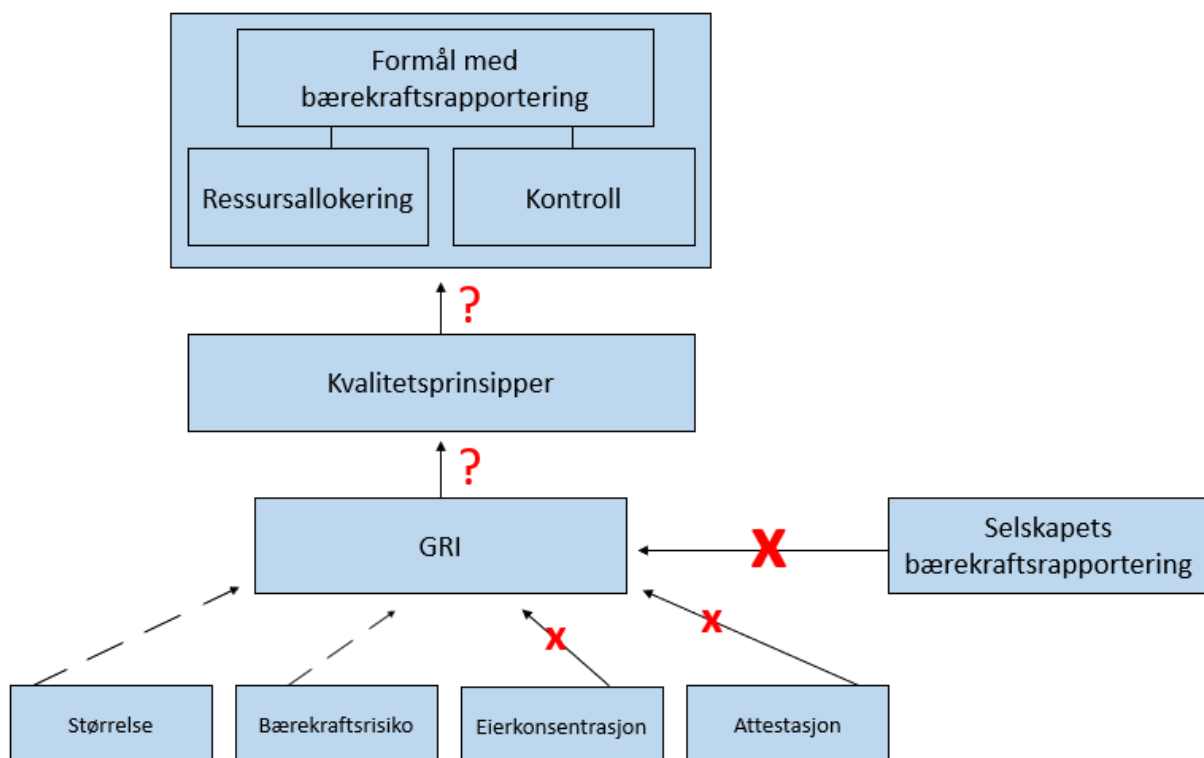 Formål med
bærekraftsrapportering
Ressursallokering
Kontroll
?
Kvalitetsprinsipper
?
GRI
X
Selskapets
bærekraftsrapportering
x
x
Størrelse
Bærekraftsrisiko
Eierkonsentrasjon
Attestasjon